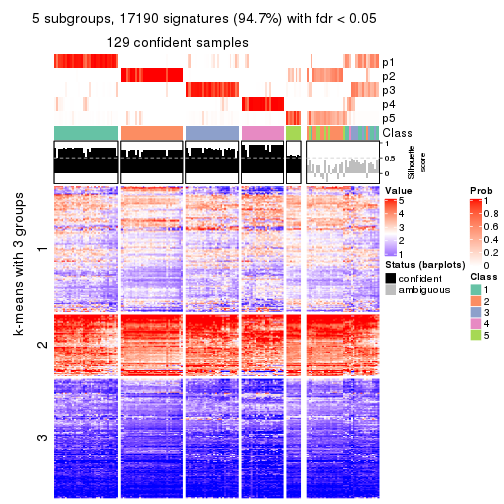 5 subgroups, 17190 signatures (94.7%) with fdr < 0.05
129 confident samples
p1
p2
p3
p4
p5
Class
1
0.5
0
Silhouette
score
k-means with 3 groups
1
2
3
Value
5
4
3
2
1
Status (barplots)
confident
ambiguous
Prob
1
0.8
0.6
0.4
0.2
0
Class
1
2
3
4
5